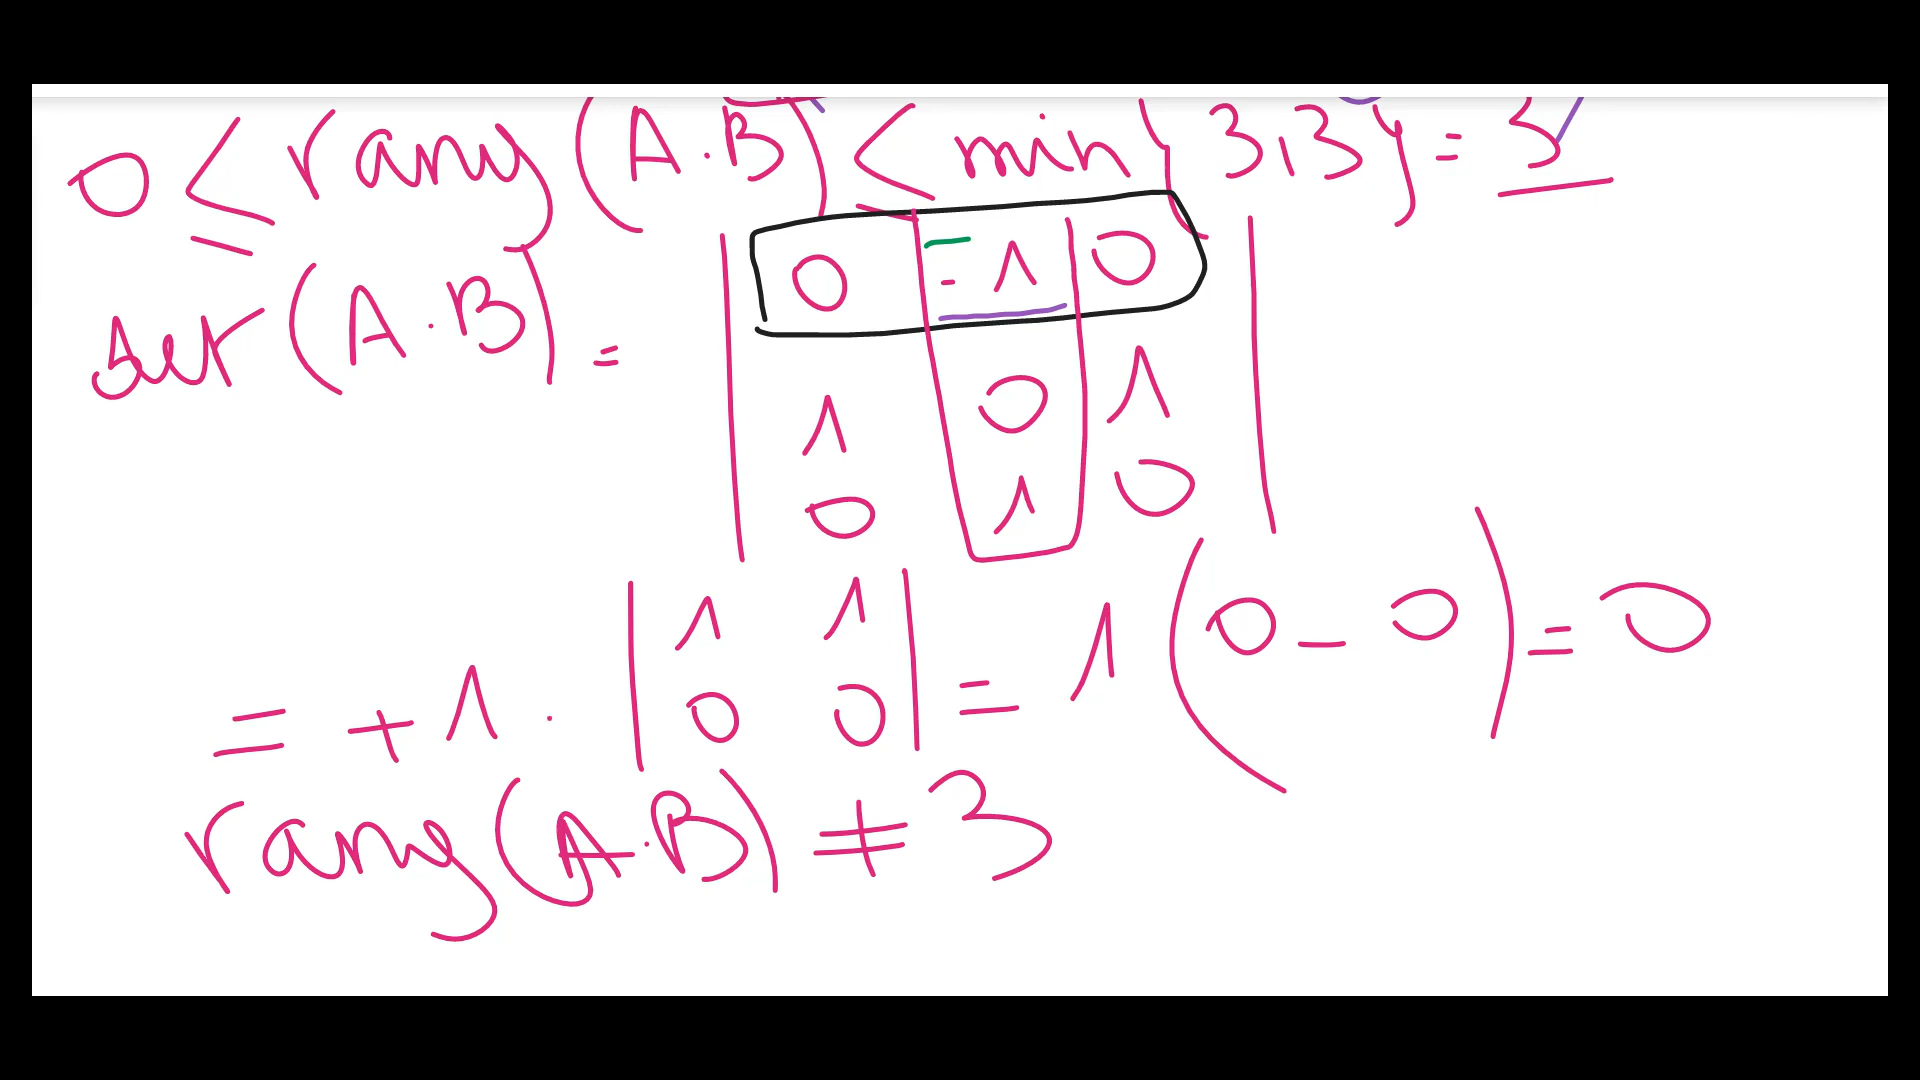 0 ≤ rang(A·B) ≤ min{3,3} = 3
det(A·B) =
| 0 -1 0 |
| 1 0 1 |
| 0 1 0 |
= +1 · | 1 1 | = 1(0 - 0) = 0
| 0 0 |
rang(A·B) ≠ 3